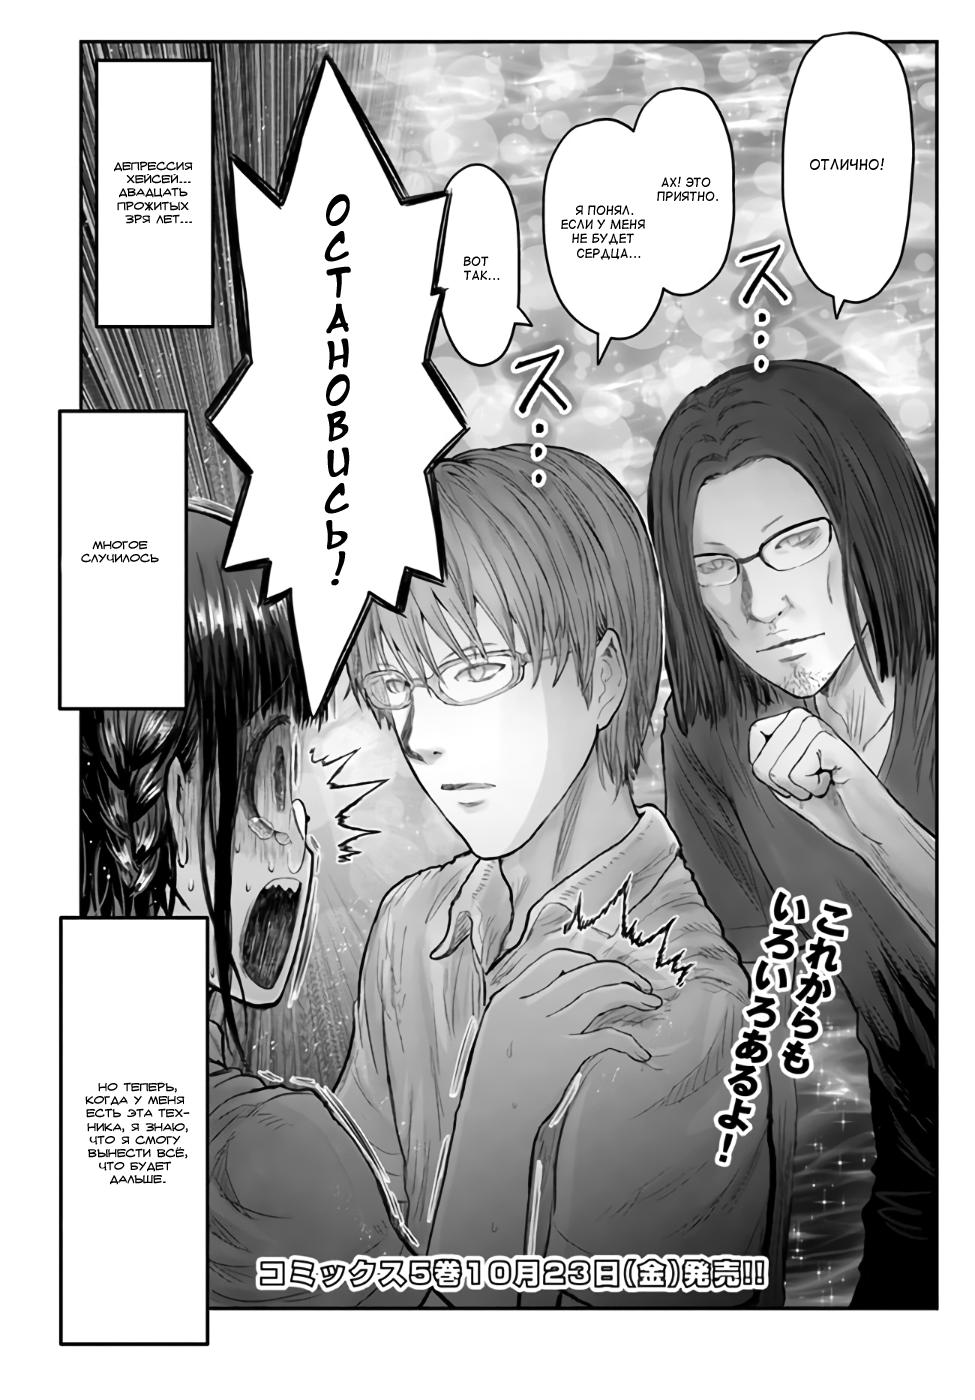 ОТЛИЧНО!
АХ! ЭТО
ПРИЯТНО.
Я ПОНЯЛ.
ЕСЛИ У МЕНЯ
НЕ БУДЕТ
СЕРДЦА...
ВОТ
ТАК...
ス…
ス…
ОСТАНОВИСЬ!
ДЕПРЕССИЯ
ХЕЙСЕЙ...
ДВАДЦАТЬ
ПРОЖИТЫХ
ЗРЯ ЛЕТ...
МНОГОЕ
СЛУЧИЛОСЬ
НО ТЕПЕРЬ,
КОГДА У МЕНЯ
ЕСТЬ ЭТА ТЕХ-
НИКА, Я ЗНАЮ,
ЧТО Я СМОГУ
ВЫНЕСТИ ВСЁ,
ЧТО БУДЕТ
ДАЛЬШЕ.
これからも
いろいろあるよ!
コミックス5巻10月23日(金)発売!!